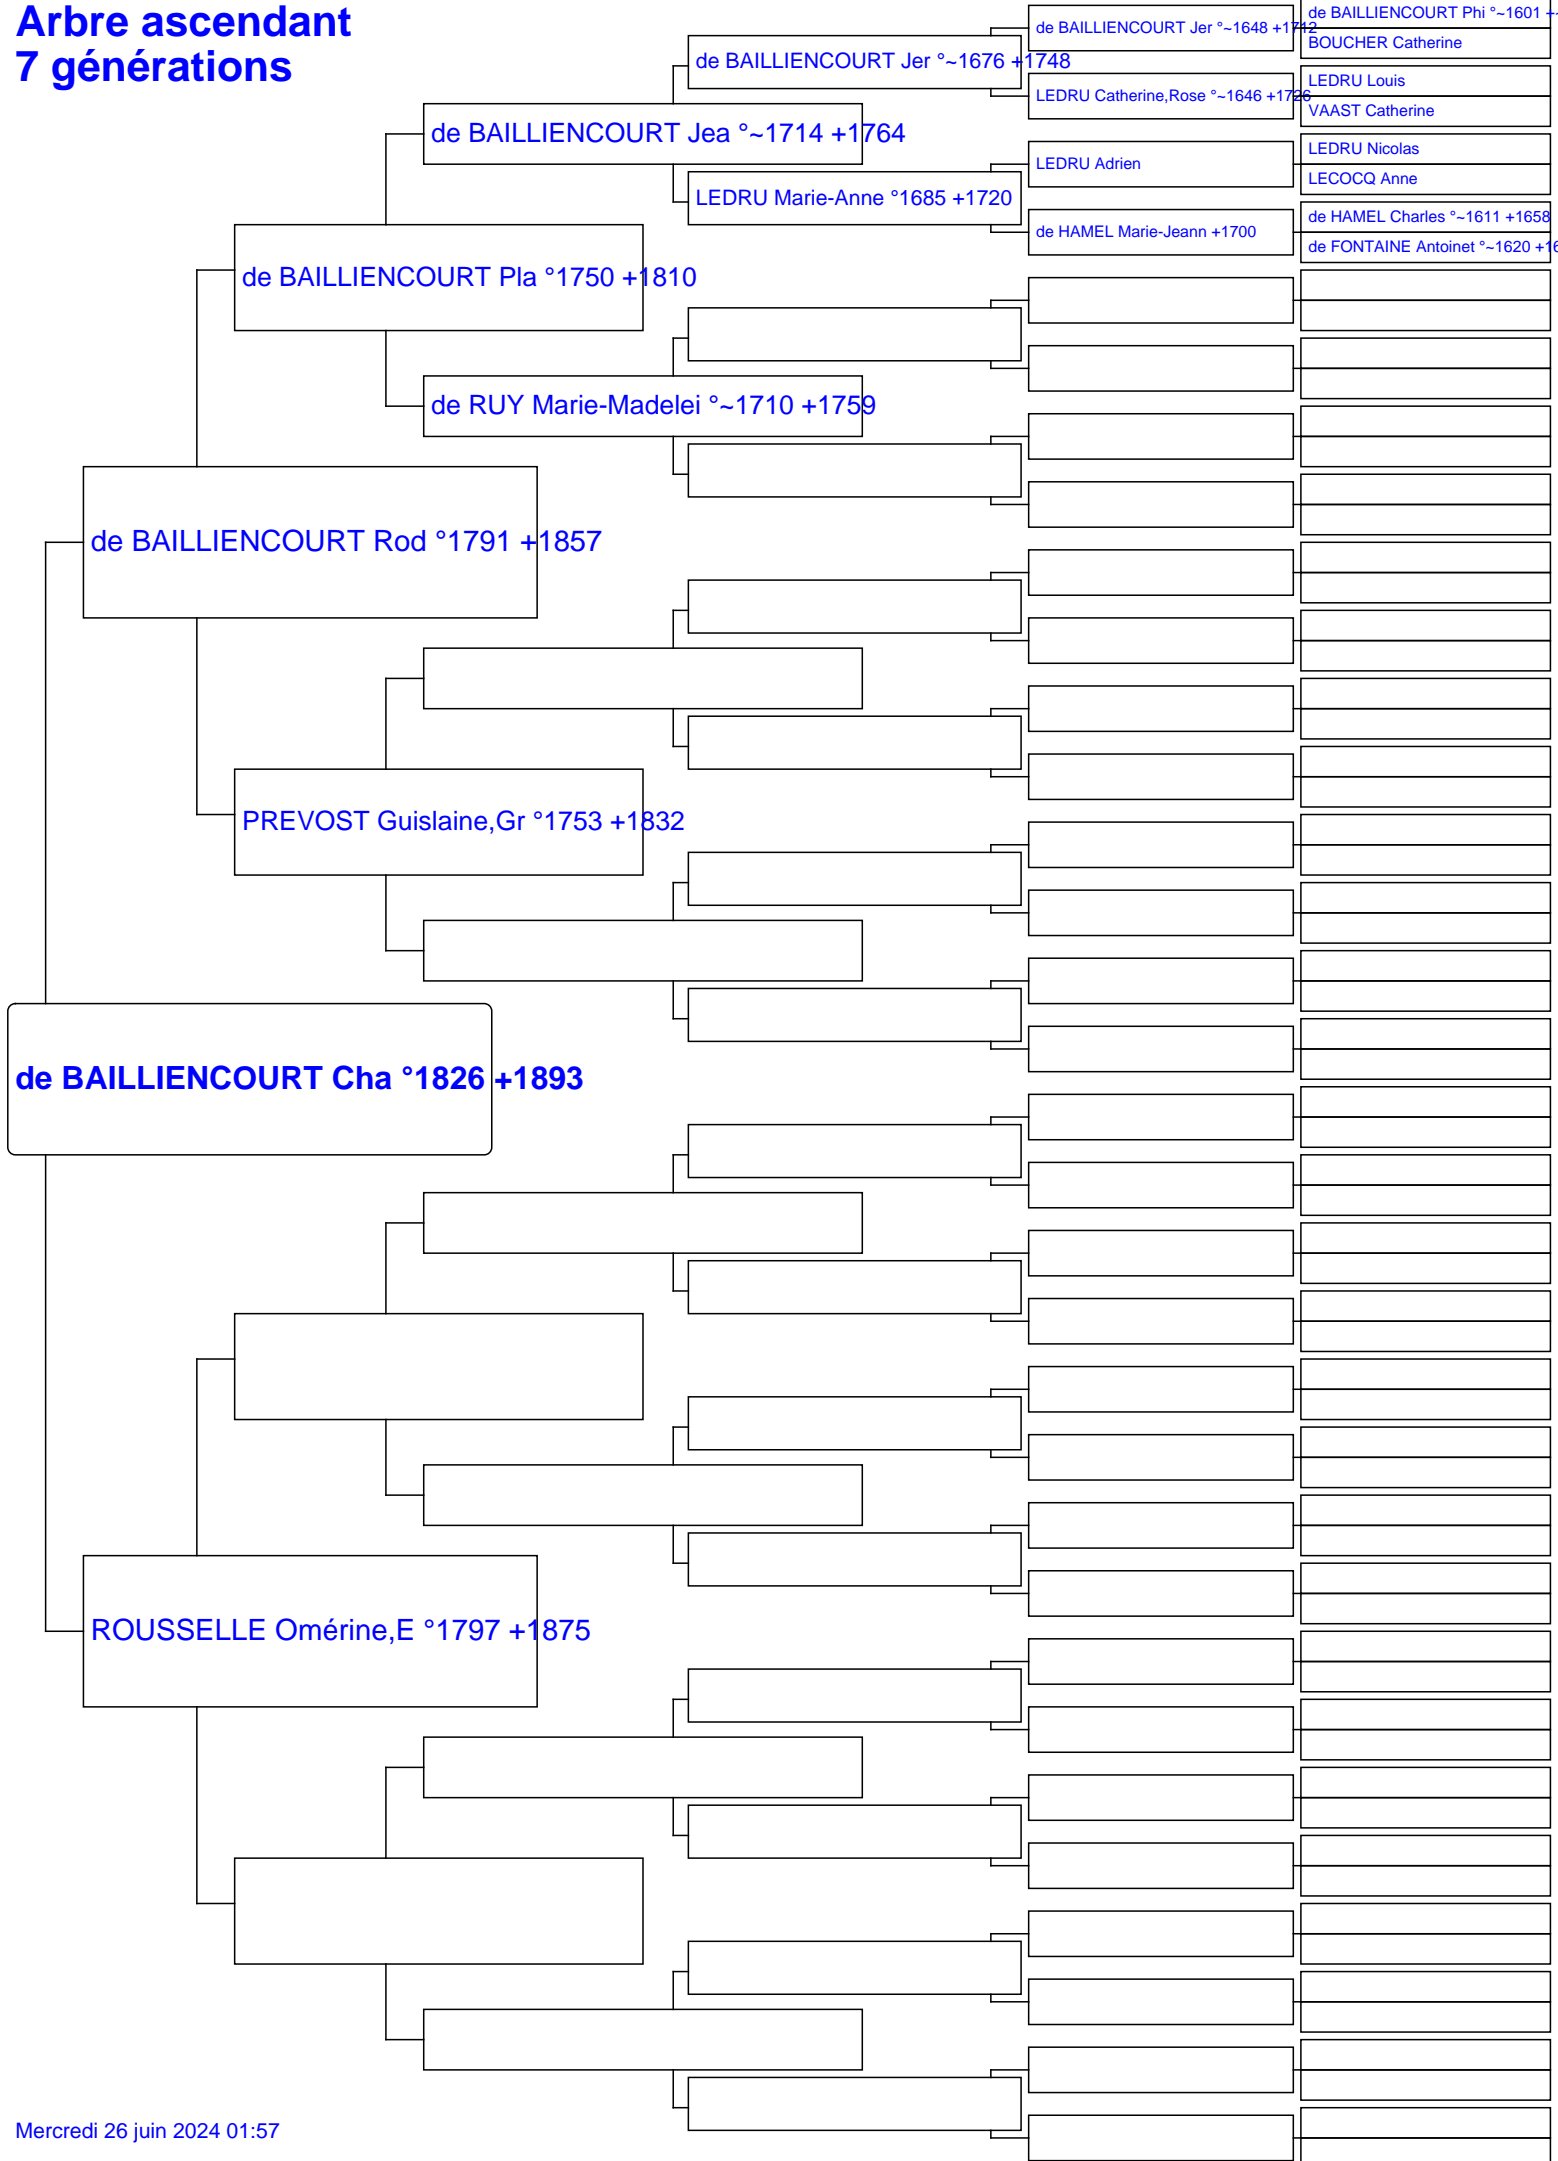 Arbre ascendant
7 générations
de BAILLIENCOURT Phi °~1601 +
BOUCHER Catherine
de BAILLIENCOURT Jer °~1648 +1712
de BAILLIENCOURT Jer °~1676 +1748
LEDRU Louis
LEDRU Catherine,Rose °~1646 +1726
VAAST Catherine
de BAILLIENCOURT Jea °~1714 +1764
LEDRU Nicolas
LEDRU Adrien
LECOCQ Anne
LEDRU Marie-Anne °1685 +1720
de HAMEL Charles °~1611 +1658
de HAMEL Marie-Jeann +1700
de FONTAINE Antoinet °~1620 +16
de BAILLIENCOURT Pla °1750 +1810
de RUY Marie-Madelei °~1710 +1759
de BAILLIENCOURT Rod °1791 +1857
PREVOST Guislaine,Gr °1753 +1832
de BAILLIENCOURT Cha °1826 +1893
ROUSSELLE Omérine,E °1797 +1875
Mercredi 26 juin 2024 01:57